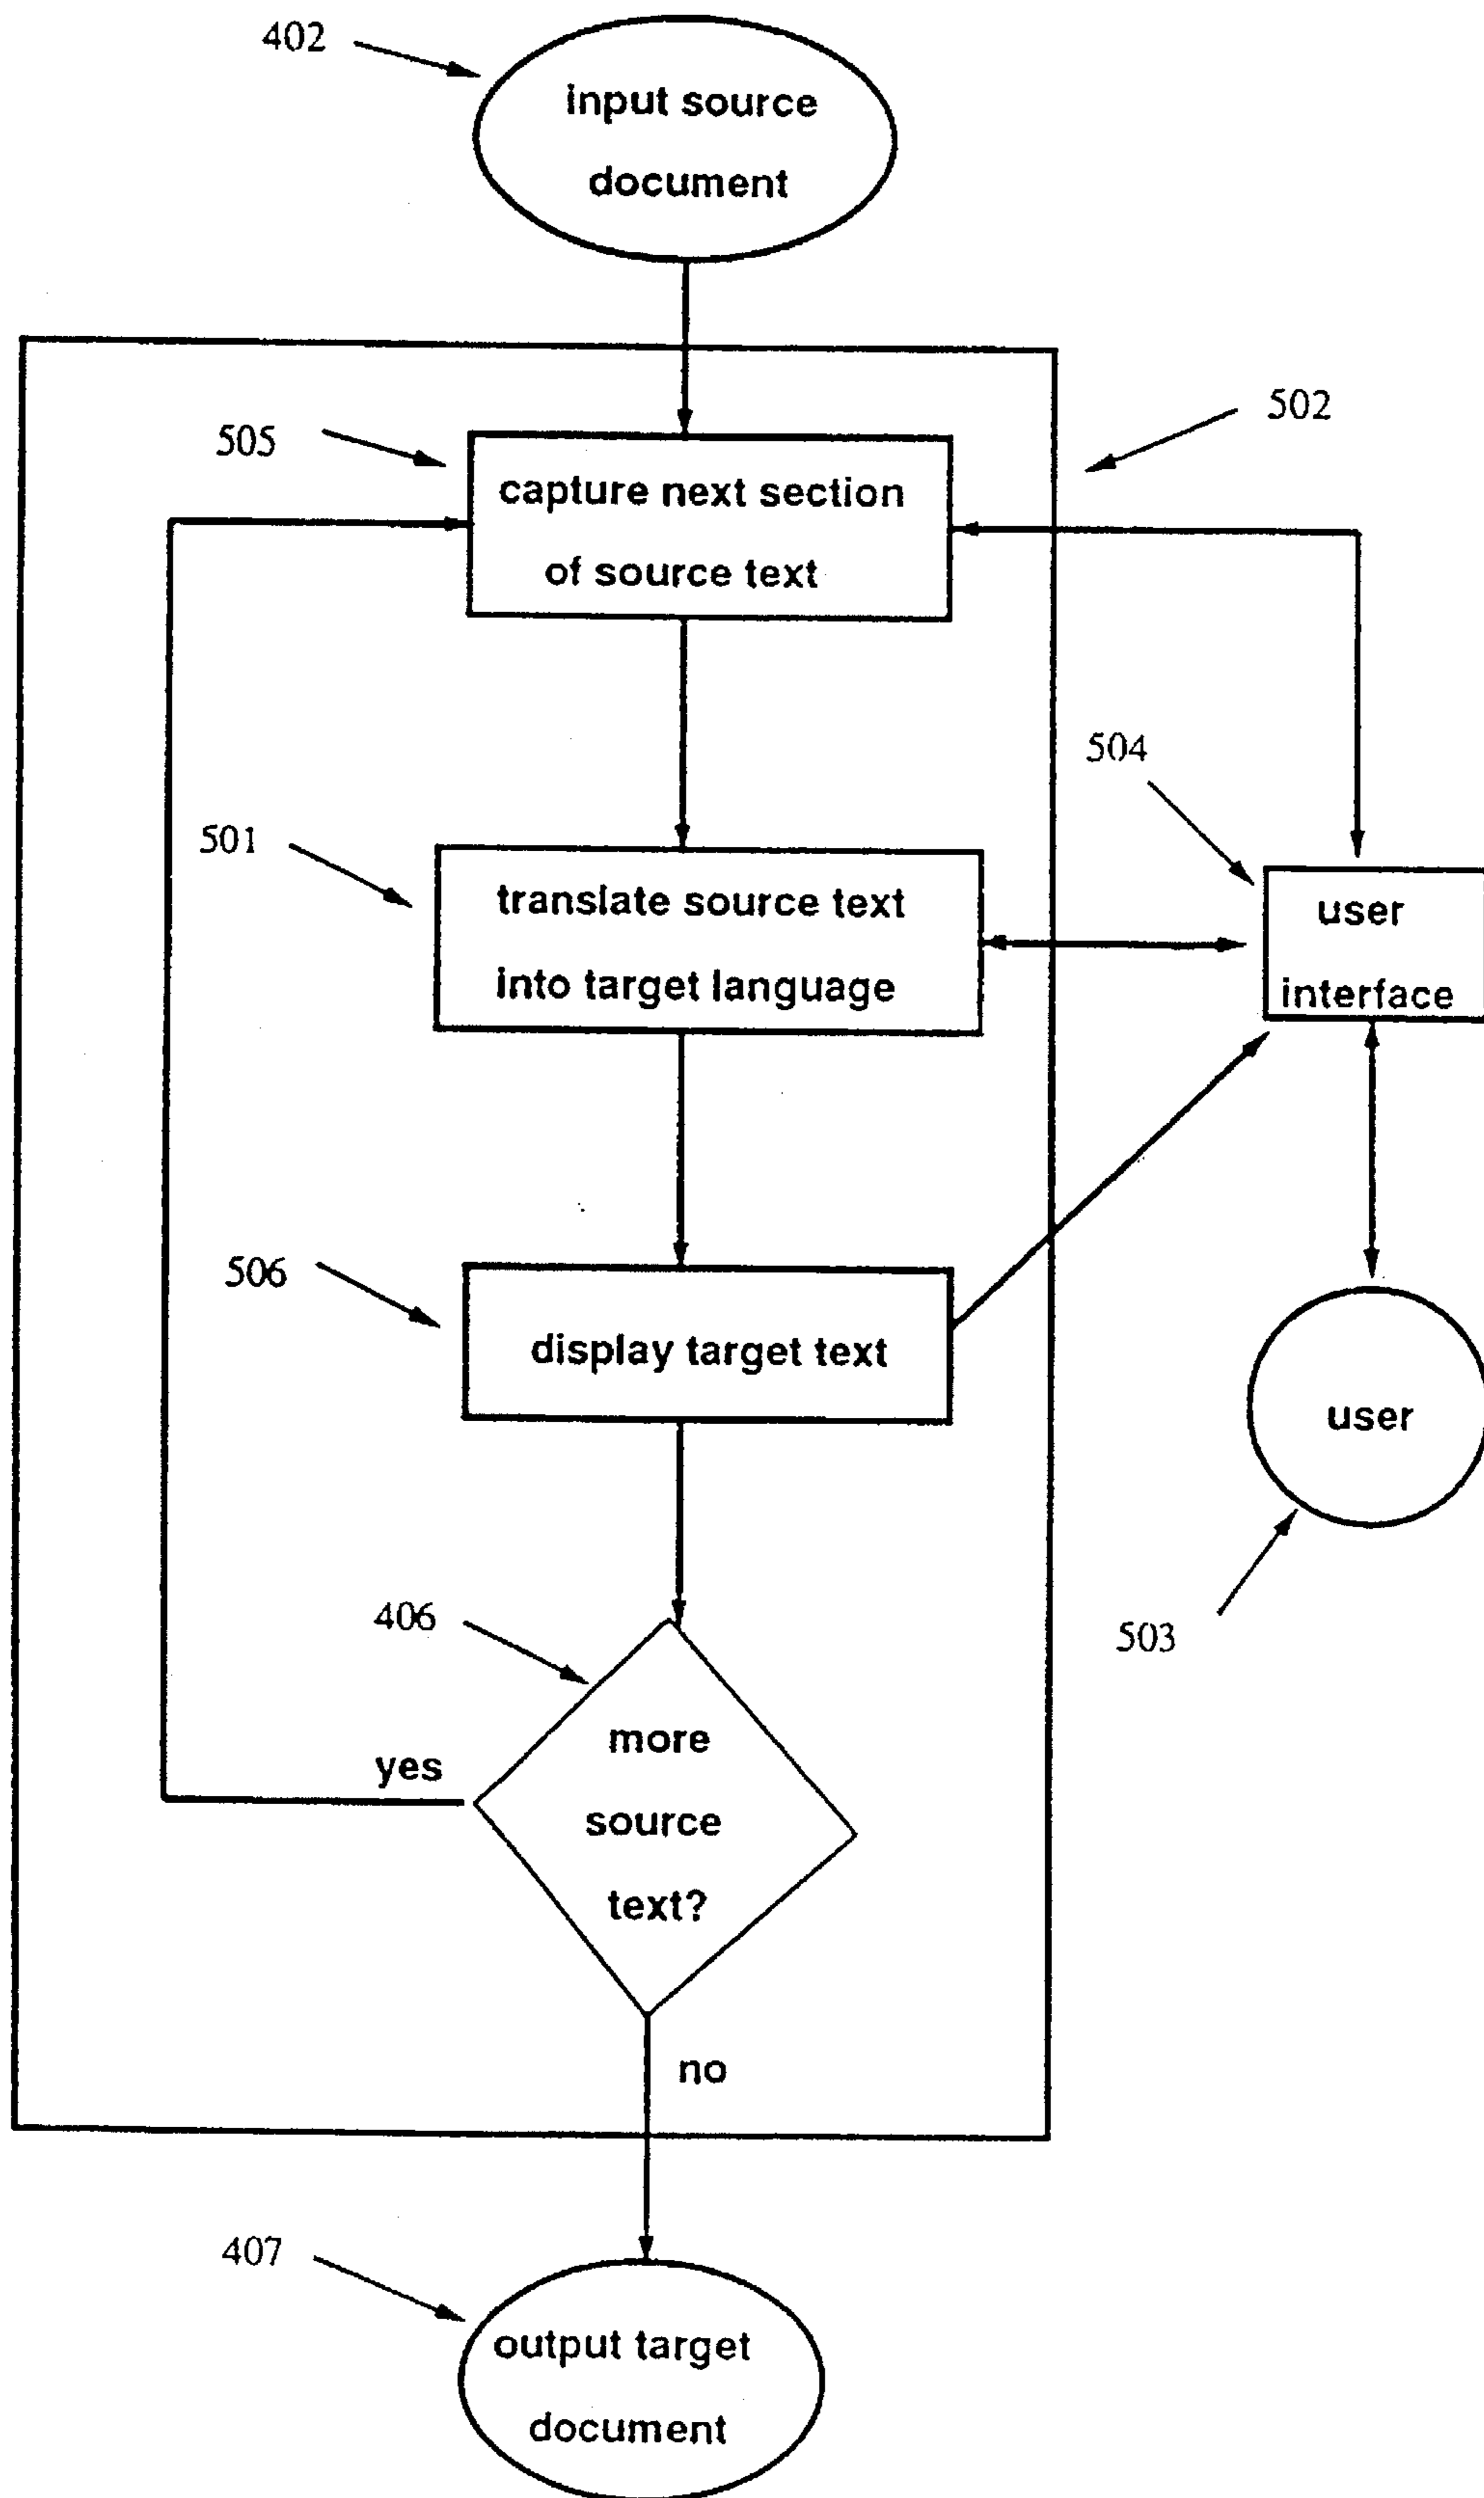 402
input source
document
502
505
capture next section
of source text
504
501
translate source text
into target language
user
interface
506
display target text
user
406
503
more
source
text?
yes
no
407
output target
document